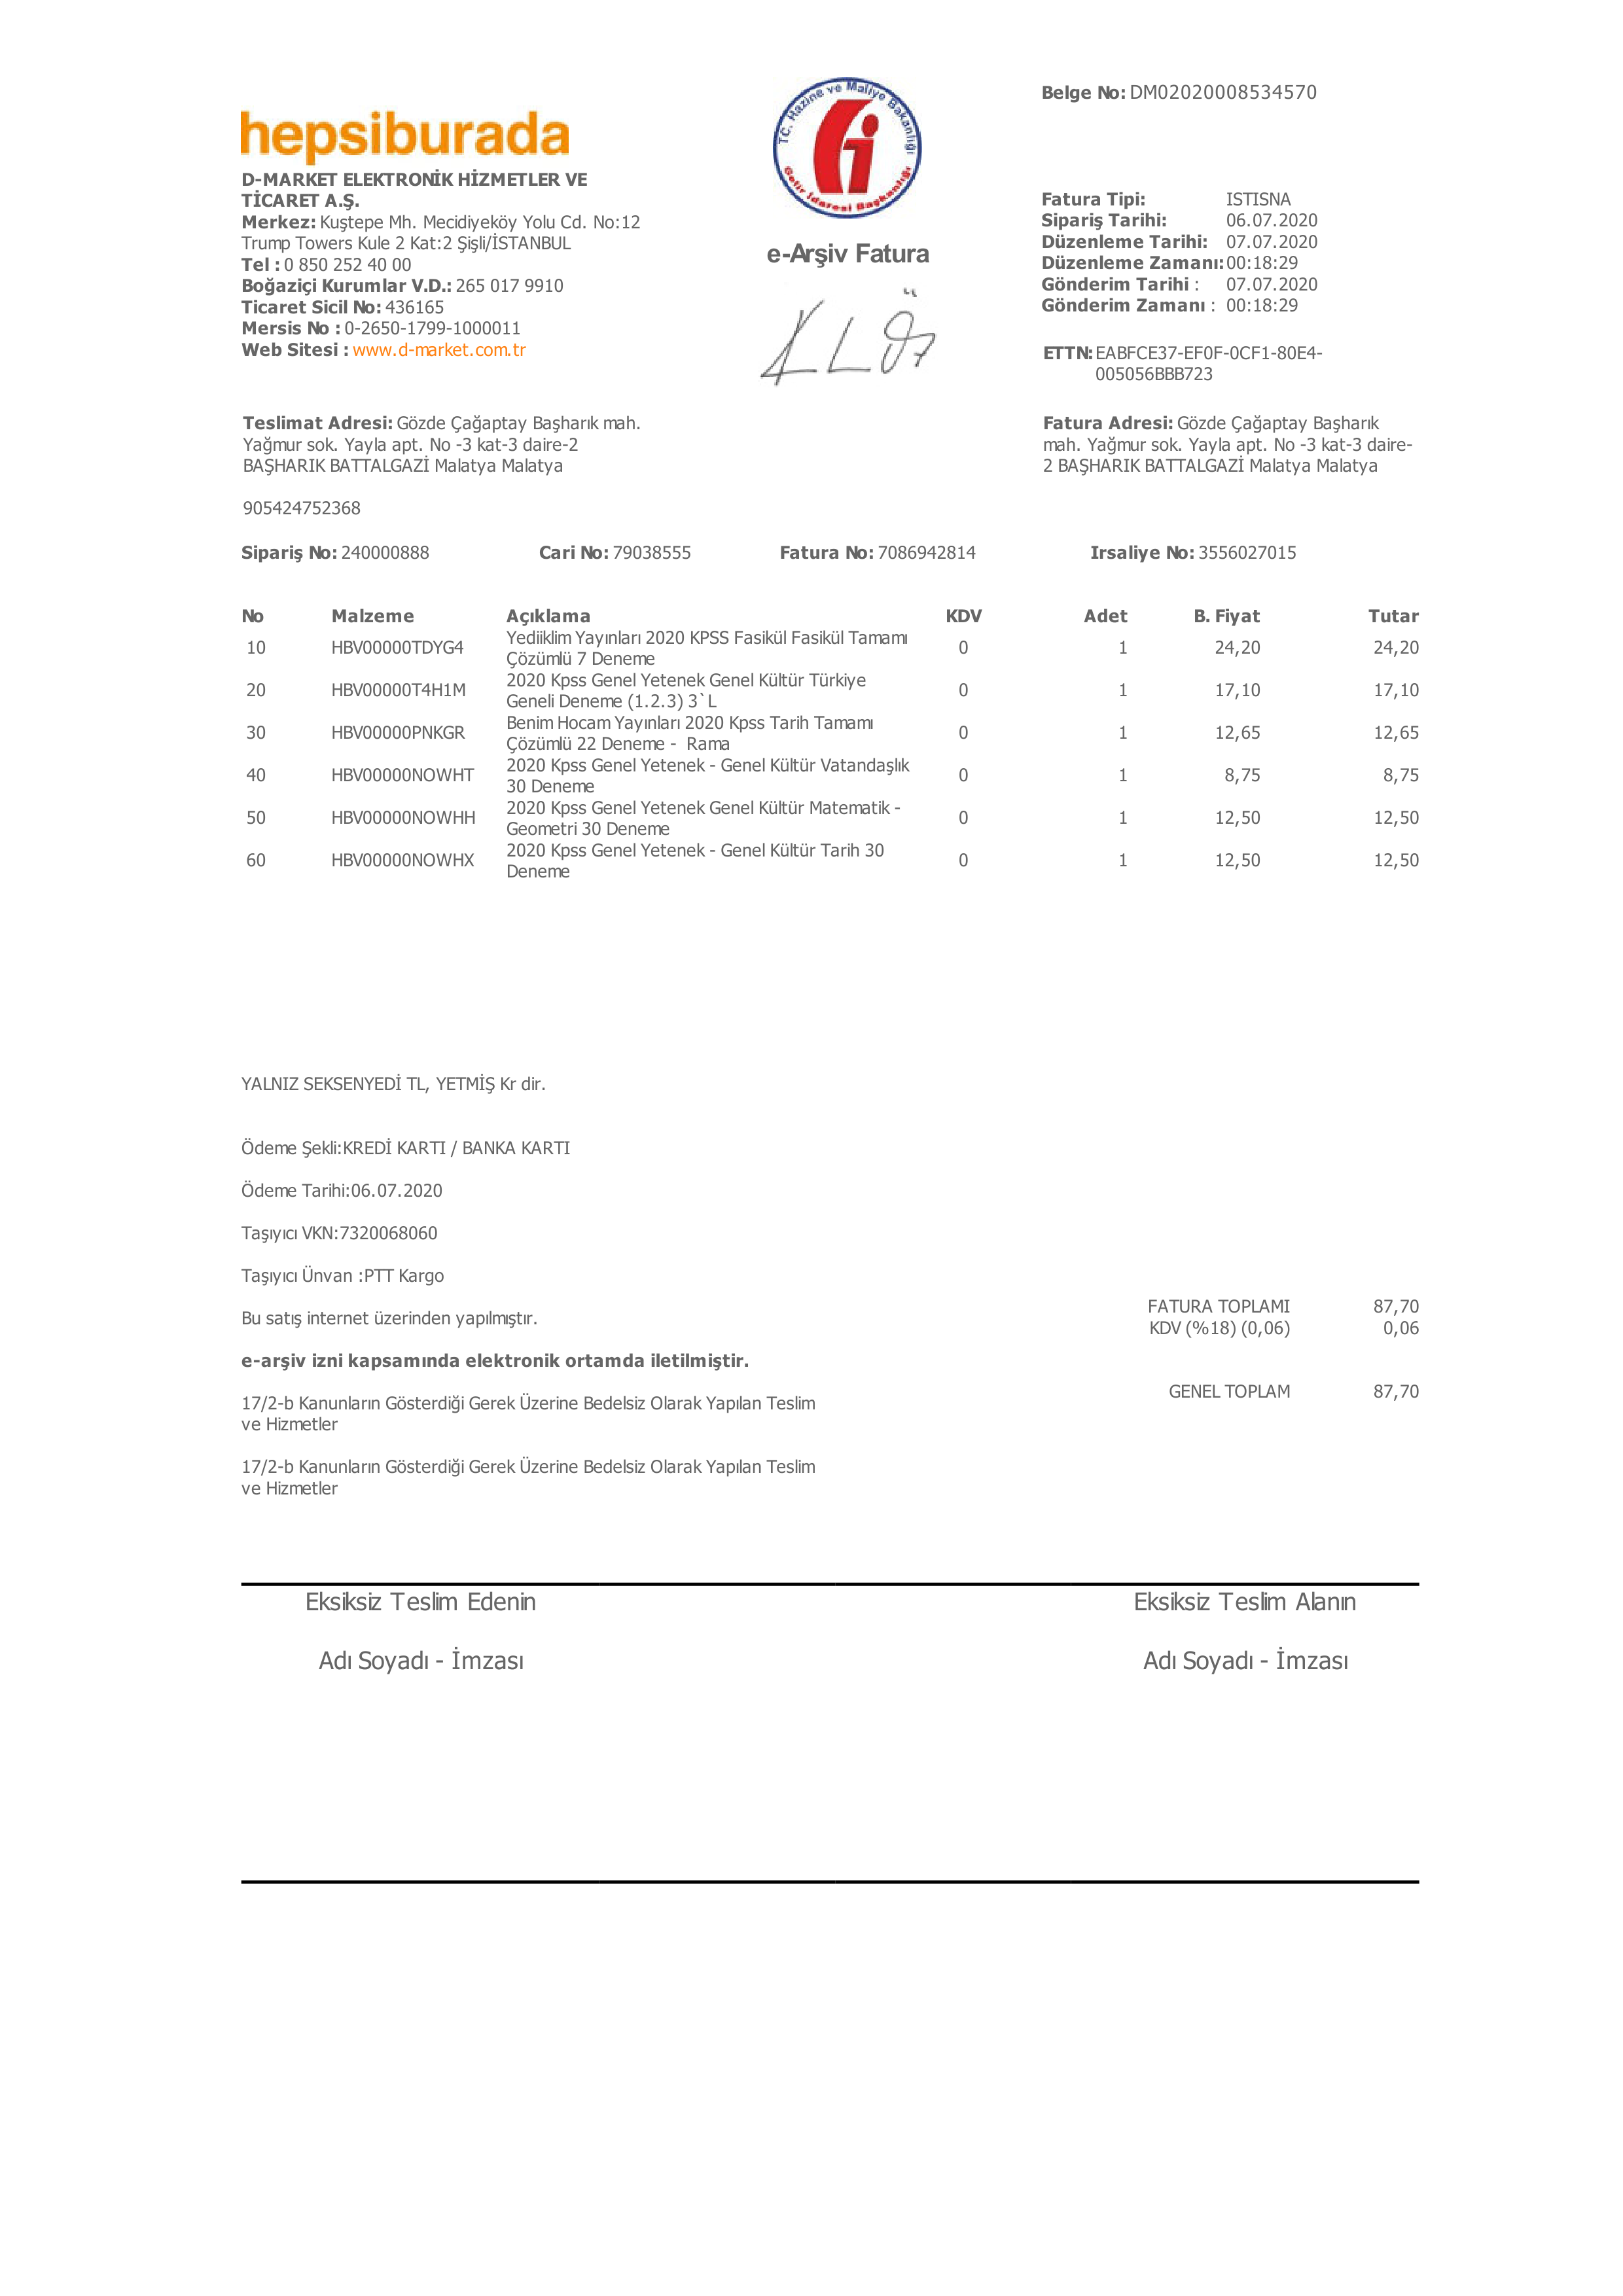 hepsiburada
D-MARKET ELEKTRONİK HİZMETLER VE
TİCARET A.Ş.
Merkez: Kuştepe Mh. Mecidiyeköy Yolu Cd. No:12
Trump Towers Kule 2 Kat:2 Şişli/İSTANBUL
Tel : 0 850 252 40 00
Boğaziçi Kurumlar V.D.: 265 017 9910
Ticaret Sicil No: 436165
Mersis No : 0-2650-1799-1000011
Web Sitesi : www.d-market.com.tr
T.C. Hazine ve Maliye Bakanlığı
Gelir İdaresi Başkanlığı
e-Arşiv Fatura
Belge No: DM02020008534570
Fatura Tipi: ISTISNA
Sipariş Tarihi: 06.07.2020
Düzenleme Tarihi: 07.07.2020
Düzenleme Zamanı: 00:18:29
Gönderim Tarihi : 07.07.2020
Gönderim Zamanı : 00:18:29
ETTN: EABFCE37-EF0F-0CF1-80E4-
005056BBB723
Teslimat Adresi: Gözde Çağaptay Başharık mah.
Yağmur sok. Yayla apt. No -3 kat-3 daire-2
BAŞHARIK BATTALGAZİ Malatya Malatya
905424752368
Fatura Adresi: Gözde Çağaptay Başharık
mah. Yağmur sok. Yayla apt. No -3 kat-3 daire-
2 BAŞHARIK BATTALGAZİ Malatya Malatya
Sipariş No: 240000888 Cari No: 79038555 Fatura No: 7086942814 Irsaliye No: 3556027015
No Malzeme Açıklama KDV Adet B. Fiyat Tutar
10 HBV00000TDYG4 Yediiklim Yayınları 2020 KPSS Fasikül Fasikül Tamamı 0 1 24,20 24,20
Çözümlü 7 Deneme
20 HBV00000T4H1M 2020 Kpss Genel Yetenek Genel Kültür Türkiye 0 1 17,10 17,10
Geneli Deneme (1.2.3) 3`L
30 HBV00000PNKGR Benim Hocam Yayınları 2020 Kpss Tarih Tamamı 0 1 12,65 12,65
Çözümlü 22 Deneme - Rama
40 HBV00000NOWHT 2020 Kpss Genel Yetenek - Genel Kültür Vatandaşlık 0 1 8,75 8,75
30 Deneme
50 HBV00000NOWHH 2020 Kpss Genel Yetenek Genel Kültür Matematik - 0 1 12,50 12,50
Geometri 30 Deneme
60 HBV00000NOWHX 2020 Kpss Genel Yetenek - Genel Kültür Tarih 30 0 1 12,50 12,50
Deneme
YALNIZ SEKSENYEDİ TL, YETMİŞ Kr dir.
Ödeme Şekli:KREDİ KARTI / BANKA KARTI
Ödeme Tarihi:06.07.2020
Taşıyıcı VKN:7320068060
Taşıyıcı Ünvan :PTT Kargo
Bu satış internet üzerinden yapılmıştır.
e-arşiv izni kapsamında elektronik ortamda iletilmiştir.
17/2-b Kanunların Gösterdiği Gerek Üzerine Bedelsiz Olarak Yapılan Teslim
ve Hizmetler
17/2-b Kanunların Gösterdiği Gerek Üzerine Bedelsiz Olarak Yapılan Teslim
ve Hizmetler
FATURA TOPLAMI 87,70
KDV (%18) (0,06) 0,06
GENEL TOPLAM 87,70
Eksiksiz Teslim Edenin
Adı Soyadı - İmzası
Eksiksiz Teslim Alanın
Adı Soyadı - İmzası